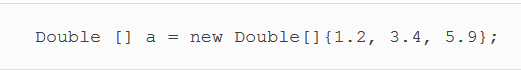 Double [] a = new Double[]{1.2, 3.4, 5.9};